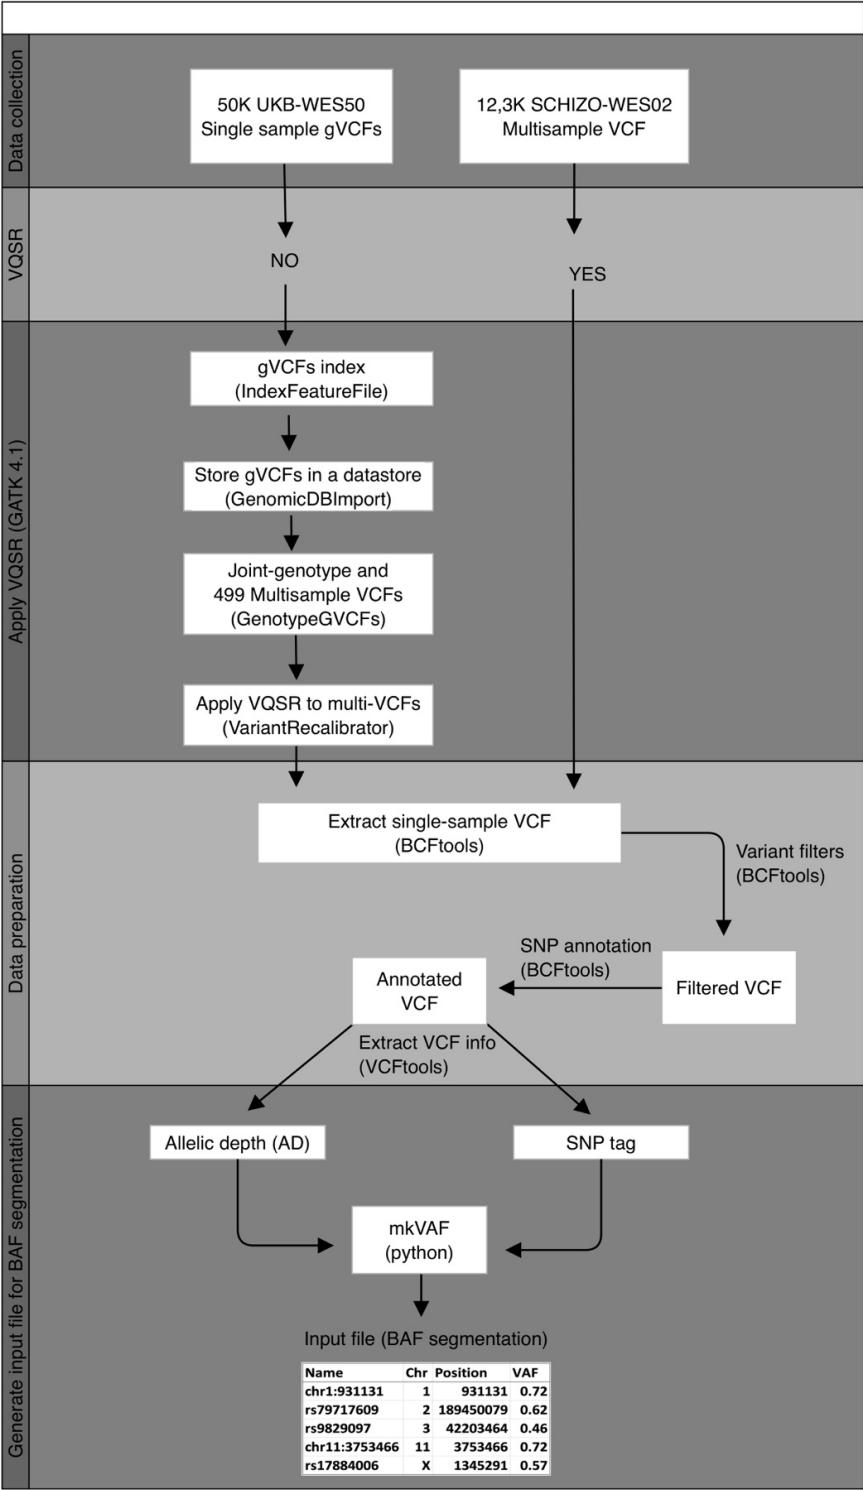 Data collection
50K UKB-WES50
Single sample gVCFs
12,3K SCHIZO-WES02
Multisample VCF
VQSR
NO
YES
Apply VQSR (GATK 4.1)
gVCFs index
(IndexFeatureFile)
Store gVCFs in a datastore
(GenomicDBImport)
Joint-genotype and
499 Multisample VCFs
(GenotypeGVCFs)
Apply VQSR to multi-VCFs
(VariantRecalibrator)
Data preparation
Extract single-sample VCF
(BCFtools)
Variant filters
(BCFtools)
Filtered VCF
SNP annotation
(BCFtools)
Annotated
VCF
Extract VCF info
(VCFtools)
Generate input file for BAF segmentation
Allelic depth (AD)
SNP tag
mkVAF
(python)
Input file (BAF segmentation)
Name Chr Position VAF
chr1:931131 1 931131 0.72
rs79717609 2 189450079 0.62
rs9829097 3 42203464 0.46
chr11:3753466 11 3753466 0.72
rs17884006 X 1345291 0.57